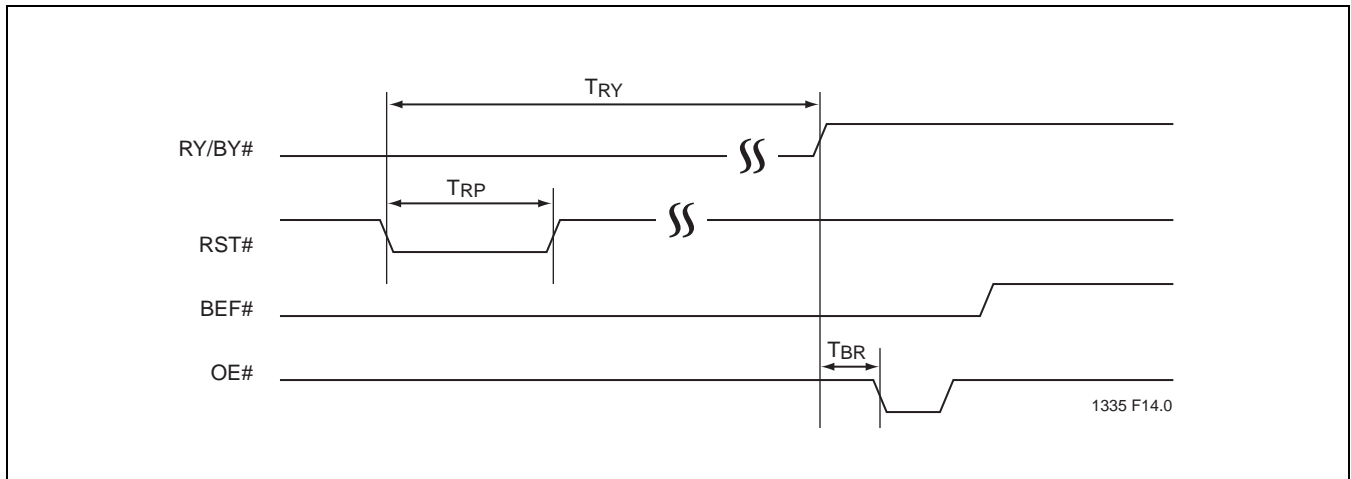 TRY
RY/BY#
TRP
RST#
BEF#
TBR
OE#
1335 F14.0